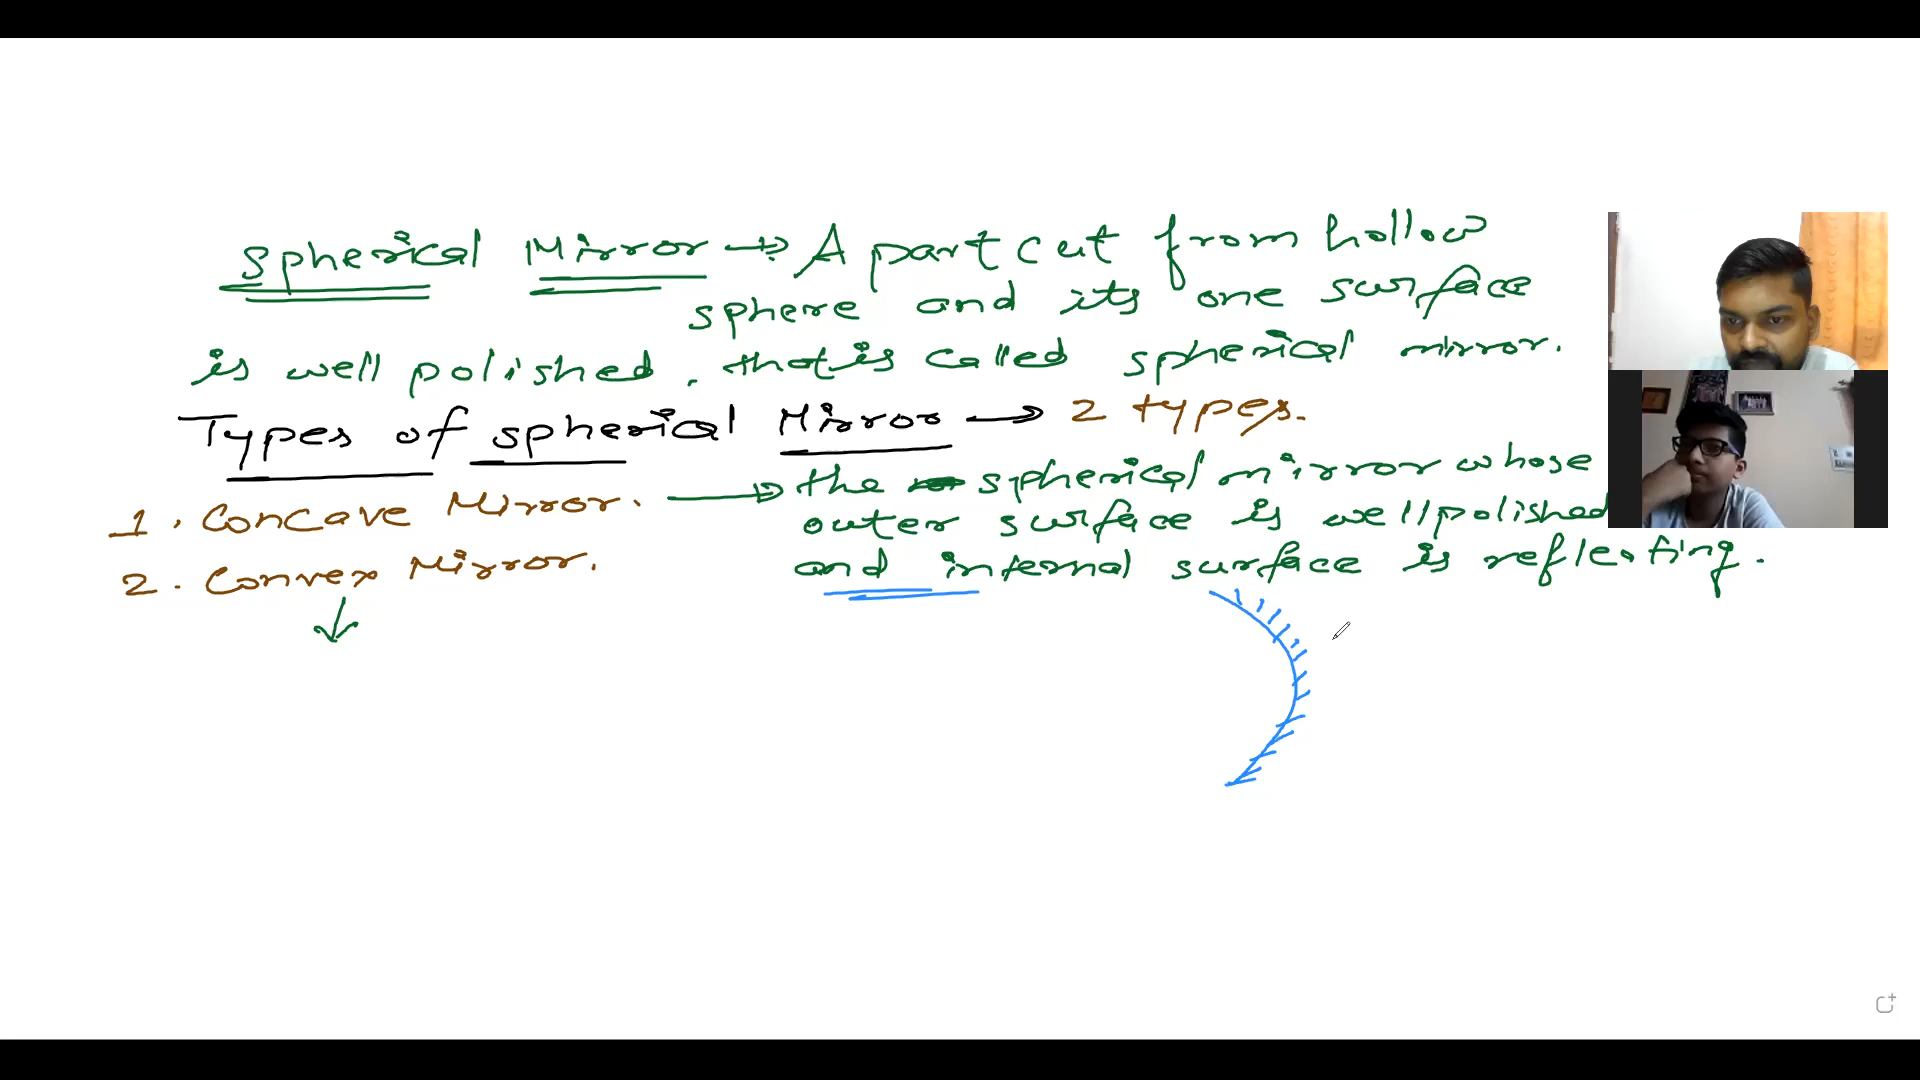 Spherical Mirror → A part cut from hollow
sphere and its one surface
is well polished. that is called spherical mirror.
Types of spherical Mirror → 2 types.
1. Concave Mirror. → the spherical mirror whose
outer surface is well polished
and internal surface is reflecting.
2. Convex Mirror.